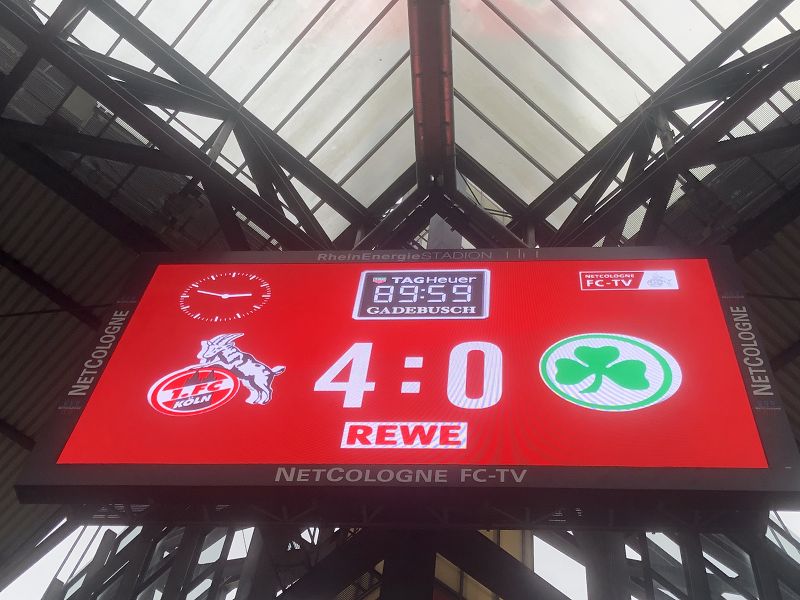 RheinEnergieSTADION
TAGHeuer
89:59
GADEBUSCH
NETCOLOGNE
FC-TV
NETCOLOGNE
NETCOLOGNE
1.FC
KÖLN
4:0
REWE
NETCOLOGNE FC-TV